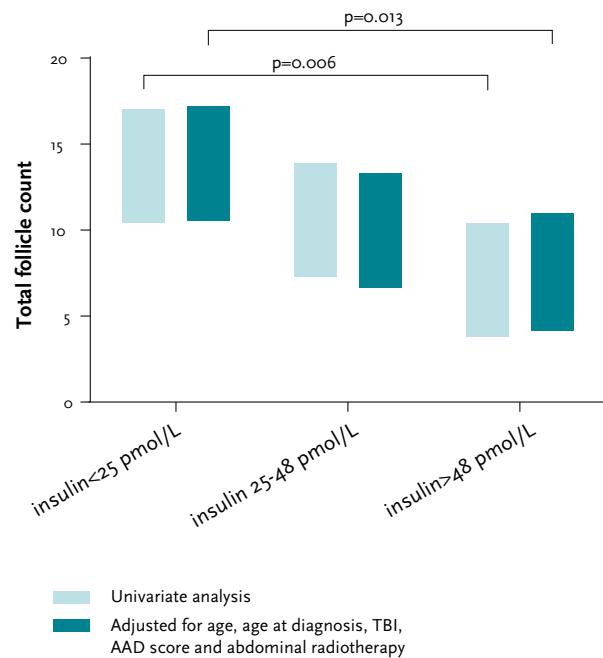 p=0.013
p=0.006
20
15
10
5
0
Total follicle count
insulin<25 pmol/L
insulin 25-48 pmol/L
insulin>48 pmol/L
Univariate analysis
Adjusted for age, age at diagnosis, TBI,
AAD score and abdominal radiotherapy